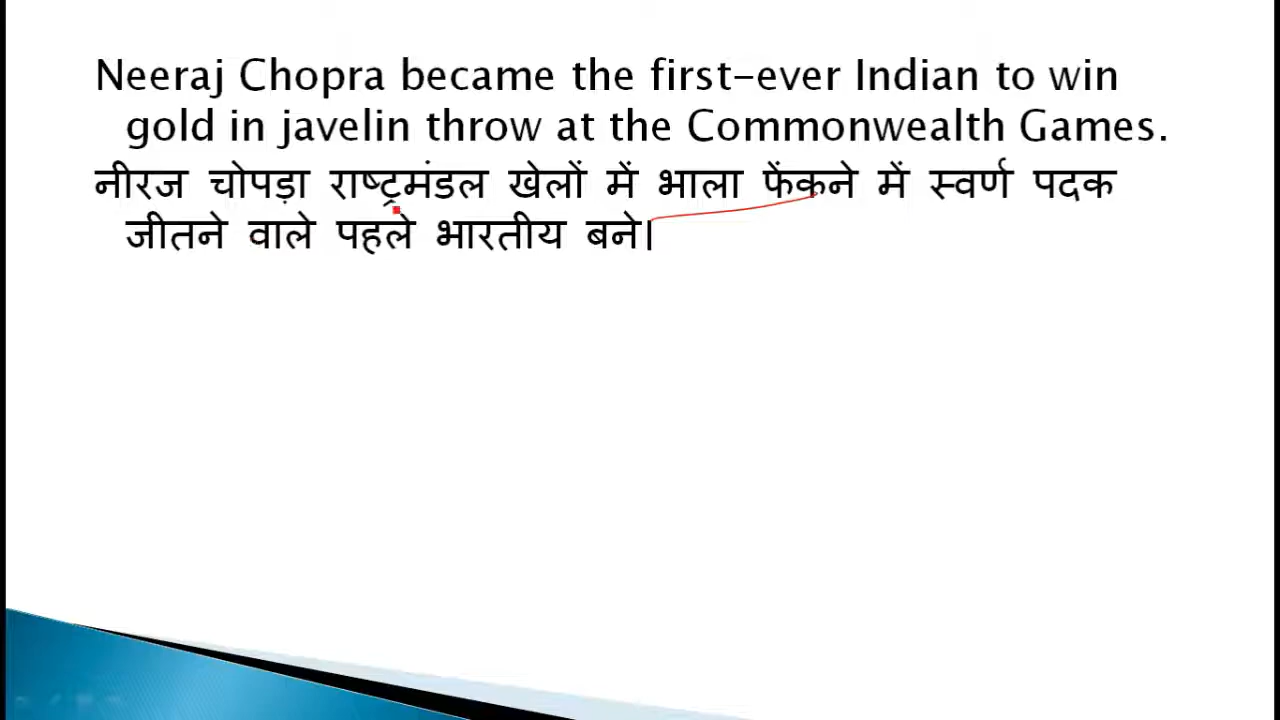 Neeraj Chopra became the first-ever Indian to win
gold in javelin throw at the Commonwealth Games.
नीरज चोपड़ा राष्ट्रमंडल खेलों में भाला फेंकने में स्वर्ण पदक
जीतने वाले पहले भारतीय बने।